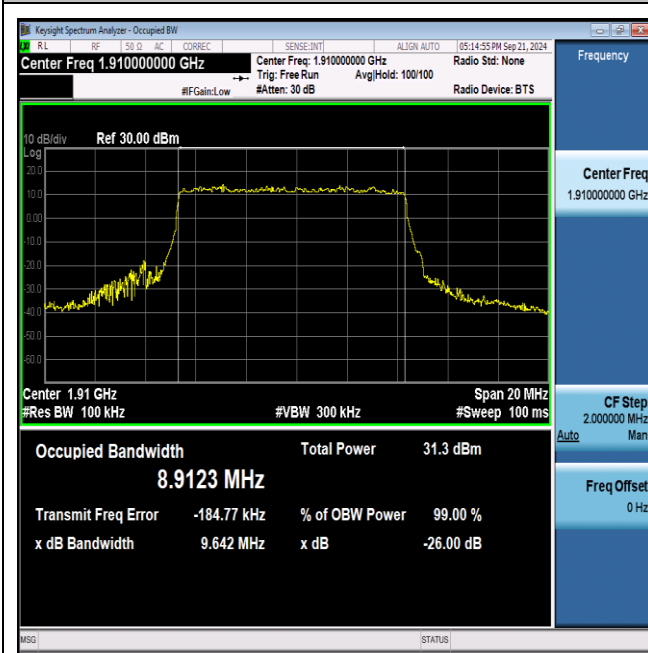 Keysight Spectrum Analyzer - Occupied BW
RL RF 50 Ω AC CORREC SENSE:INT ALIGN AUTO 05:14:55 PM Sep 21, 2024
Center Freq 1.910000000 GHz
Center Freq: 1.910000000 GHz
Radio Std: None
Trig: Free Run Avg|Hold: 100/100
#IFGain:Low #Atten: 30 dB Radio Device: BTS
Frequency
10 dB/div Ref 30.00 dBm
Log
20.0
10.0
0.00
-10.0
-20.0
-30.0
-40.0
-50.0
-60.0
Center 1.91 GHz Span 20 MHz
#Res BW 100 kHz #VBW 300 kHz #Sweep 100 ms
Occupied Bandwidth Total Power 31.3 dBm
8.9123 MHz
Transmit Freq Error -184.77 kHz % of OBW Power 99.00 %
x dB Bandwidth 9.642 MHz x dB -26.00 dB
Center Freq
1.910000000 GHz
CF Step
2.000000 MHz
Auto Man
Freq Offset
0 Hz
MSG STATUS